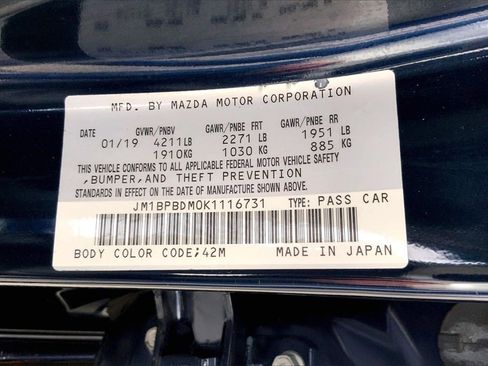 MFD. BY MAZDA MOTOR CORPORATION
DATE 01/19 GVWR/PNBV 4211LB GAWR/PNBE FRT 2271 LB GAWR/PNBE RR 1951 LB
1910KG 1030 KG 885 KG
THIS VEHICLE CONFORMS TO ALL APPLICABLE FEDERAL MOTOR VEHICLE SAFETY
,BUMPER,AND THEFT PREVENTION
STANDARDS IN EFFECT ON THE DATE OF MANUFACTURE SHOWN ABOVE.
JM1BPBDM0K1116731 TYPE: PASS CAR
BODY COLOR CODE;42M MADE IN JAPAN